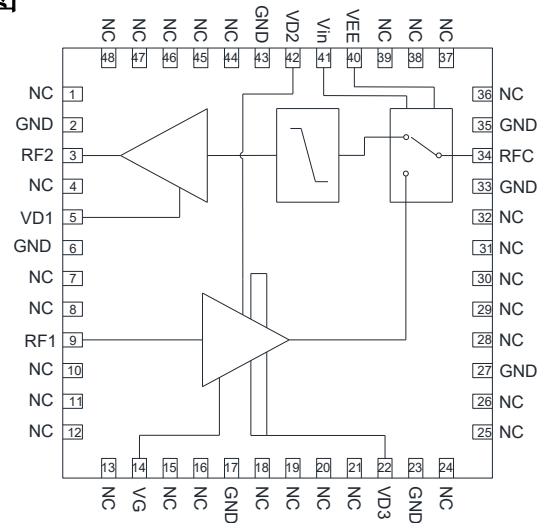 图
NC 48
NC 47
NC 46
NC 45
NC 44
GND 43
VD2 42
Vin 41
VEE 40
NC 39
NC 38
NC 37
NC 1
GND 2
RF2 3
NC 4
VD1 5
GND 6
NC 7
NC 8
RF1 9
NC 10
NC 11
NC 12
36 NC
35 GND
34 RFC
33 GND
32 NC
31 NC
30 NC
29 NC
28 NC
27 GND
26 NC
25 NC
13 NC
14 VG
15 NC
16 NC
17 GND
18 NC
19 NC
20 NC
21 NC
22 VD3
23 GND
24 NC